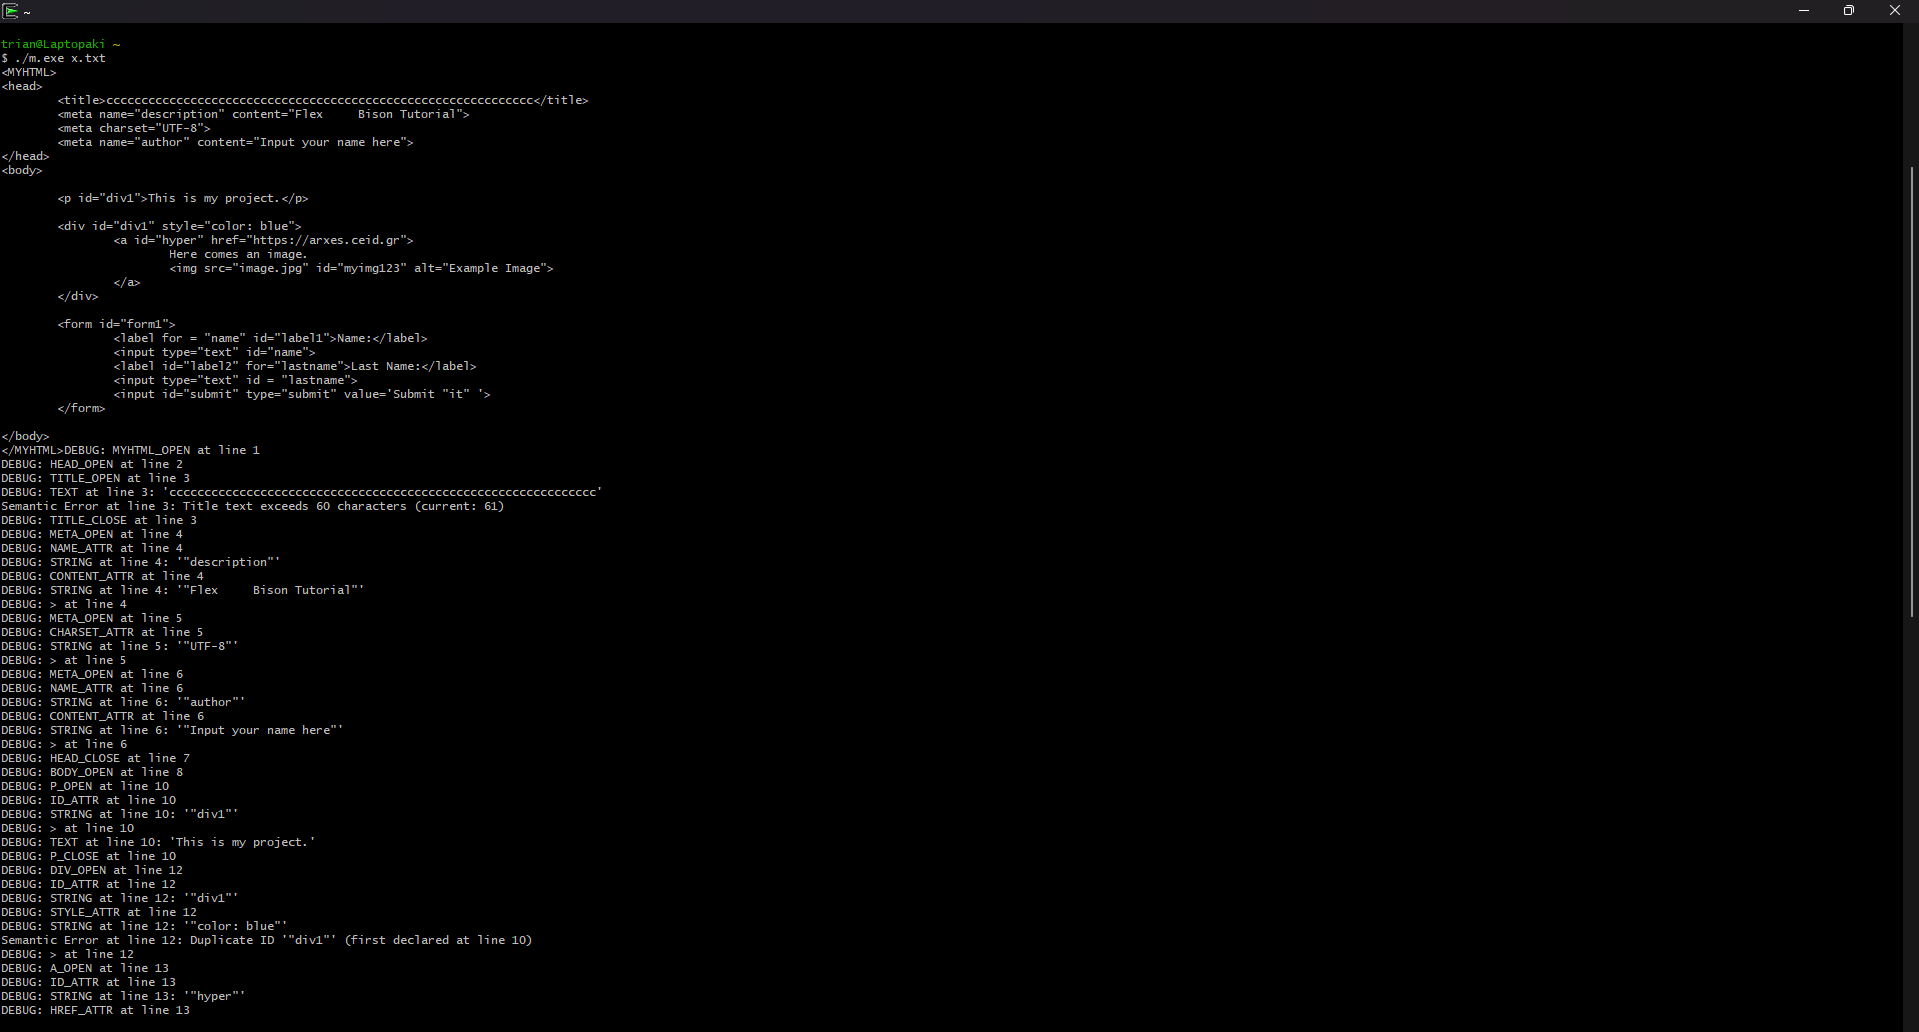 ~
trian@Laptopaki ~
$ ./m.exe x.txt
<MYHTML>
<head>
        <title>ccccccccccccccccccccccccccccccccccccccccccccccccccccccccccccc</title>
        <meta name="description" content="Flex     Bison Tutorial">
        <meta charset="UTF-8">
        <meta name="author" content="Input your name here">
</head>
<body>
        <p id="div1">This is my project.</p>
        <div id="div1" style="color: blue">
                <a id="hyper" href="https://arxes.ceid.gr">
                        Here comes an image.
                        <img src="image.jpg" id="myimg123" alt="Example Image">
                </a>
        </div>
        <form id="form1">
                <label for = "name" id="label1">Name:</label>
                <input type="text" id="name">
                <label id="label2" for="lastname">Last Name:</label>
                <input type="text" id = "lastname">
                <input id="submit" type="submit" value='Submit "it" '>
        </form>
</body>
</MYHTML>DEBUG: MYHTML_OPEN at line 1
DEBUG: HEAD_OPEN at line 2
DEBUG: TITLE_OPEN at line 3
DEBUG: TEXT at line 3: 'ccccccccccccccccccccccccccccccccccccccccccccccccccccccccccccc'
Semantic Error at line 3: Title text exceeds 60 characters (current: 61)
DEBUG: TITLE_CLOSE at line 3
DEBUG: META_OPEN at line 4
DEBUG: NAME_ATTR at line 4
DEBUG: STRING at line 4: '"description"'
DEBUG: CONTENT_ATTR at line 4
DEBUG: STRING at line 4: '"Flex     Bison Tutorial"'
DEBUG: > at line 4
DEBUG: META_OPEN at line 5
DEBUG: CHARSET_ATTR at line 5
DEBUG: STRING at line 5: '"UTF-8"'
DEBUG: > at line 5
DEBUG: META_OPEN at line 6
DEBUG: NAME_ATTR at line 6
DEBUG: STRING at line 6: '"author"'
DEBUG: CONTENT_ATTR at line 6
DEBUG: STRING at line 6: '"Input your name here"'
DEBUG: > at line 6
DEBUG: HEAD_CLOSE at line 7
DEBUG: BODY_OPEN at line 8
DEBUG: P_OPEN at line 10
DEBUG: ID_ATTR at line 10
DEBUG: STRING at line 10: '"div1"'
DEBUG: > at line 10
DEBUG: TEXT at line 10: 'This is my project.'
DEBUG: P_CLOSE at line 10
DEBUG: DIV_OPEN at line 12
DEBUG: ID_ATTR at line 12
DEBUG: STRING at line 12: '"div1"'
DEBUG: STYLE_ATTR at line 12
DEBUG: STRING at line 12: '"color: blue"'
Semantic Error at line 12: Duplicate ID '"div1"' (first declared at line 10)
DEBUG: > at line 12
DEBUG: A_OPEN at line 13
DEBUG: ID_ATTR at line 13
DEBUG: STRING at line 13: '"hyper"'
DEBUG: HREF_ATTR at line 13